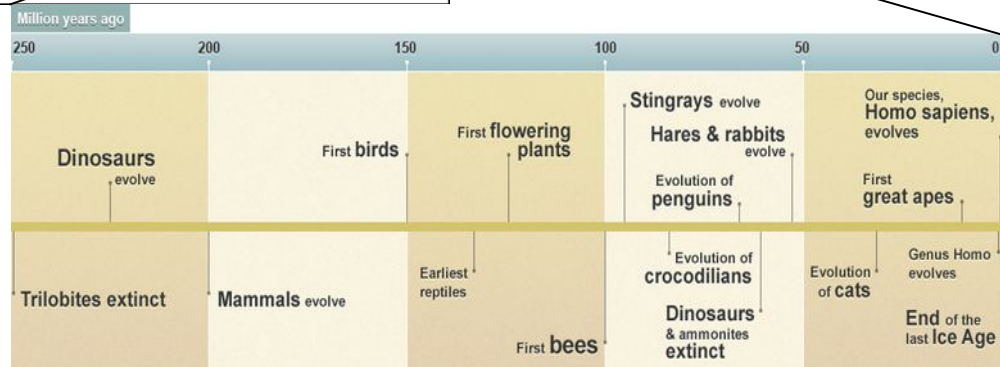 Million years ago
250 200 150 100 50 0
Our species,
Homo sapiens,
evolves
Stingrays evolve
First flowering
plants
Hares & rabbits
evolve
First birds
Dinosaurs
evolve
Evolution of
penguins
First
great apes
Evolution of
crocodilians
Genus Homo
evolves
Earliest
reptiles
Evolution
of cats
Trilobites extinct
Mammals evolve
Dinosaurs
& ammonites
extinct
End of the
last Ice Age
First bees